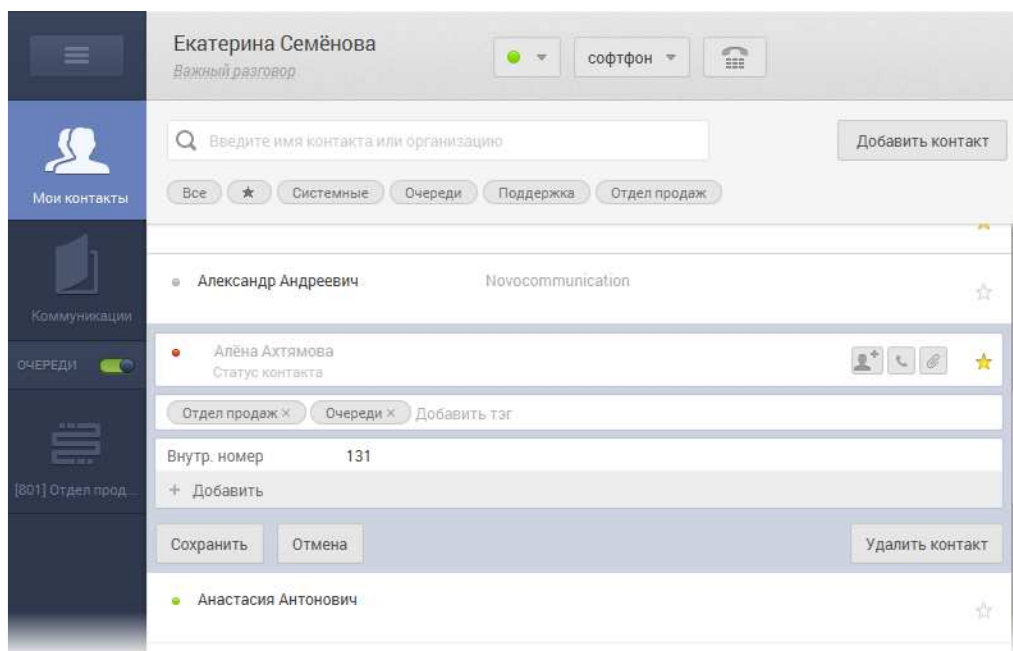 Екатерина Семёнова
Важный разговор
софтфон
Мои контакты
Коммуникации
ОЧЕРЕДИ
[801] Отдел прод...
Введите имя контакта или организацию
Добавить контакт
Все ★ Системные Очереди Поддержка Отдел продаж
Александр Андреевич Novocommunication
Алёна Ахтямова
Статус контакта
Отдел продаж × Очереди × Добавить тэг
Внутр. номер 131
+ Добавить
Сохранить Отмена Удалить контакт
Анастасия Антонович